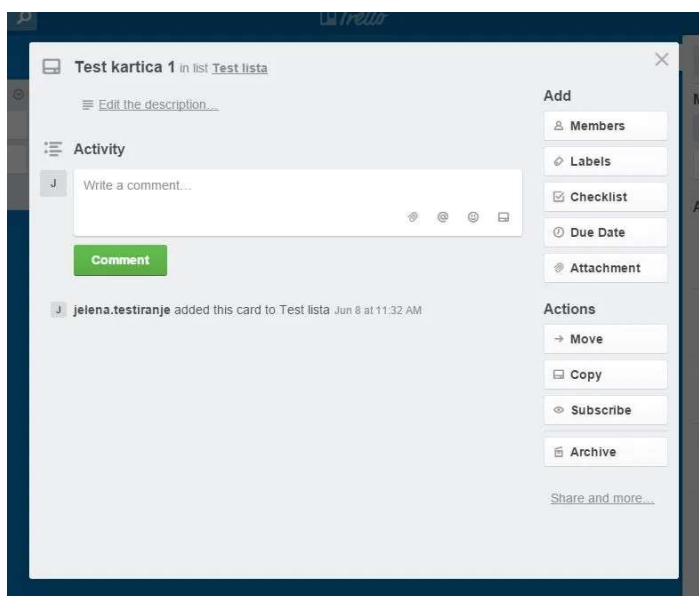 Trello
Test kartica 1 in list Test lista
Edit the description...
Activity
J
Write a comment...
Comment
J jelena.testiranje added this card to Test lista Jun 8 at 11:32 AM
Add
Members
Labels
Checklist
Due Date
Attachment
Actions
Move
Copy
Subscribe
Archive
Share and more...